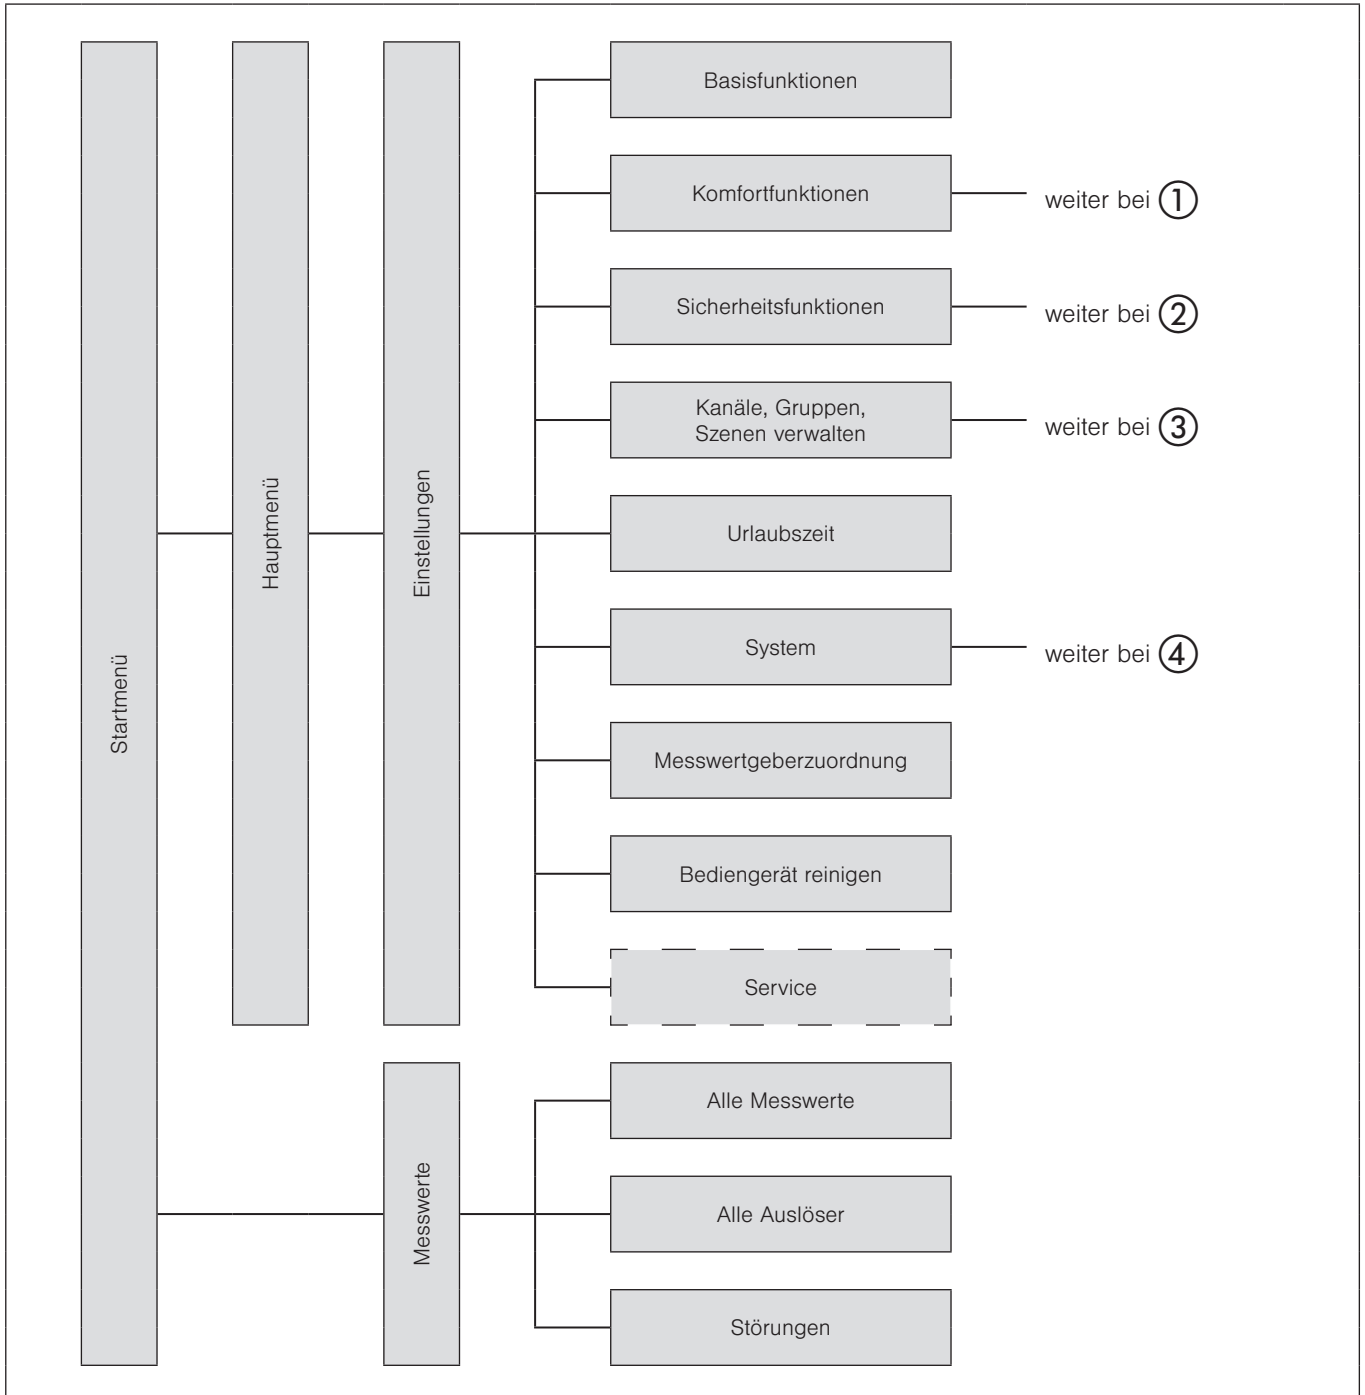 Startmenü
Hauptmenü
Einstellungen
Basisfunktionen
Komfortfunktionen
weiter bei ①
Sicherheitsfunktionen
weiter bei ②
Kanäle, Gruppen,
Szenen verwalten
weiter bei ③
Urlaubszeit
System
weiter bei ④
Messwertgeberzuordnung
Bediengerät reinigen
Service
Messwerte
Alle Messwerte
Alle Auslöser
Störungen